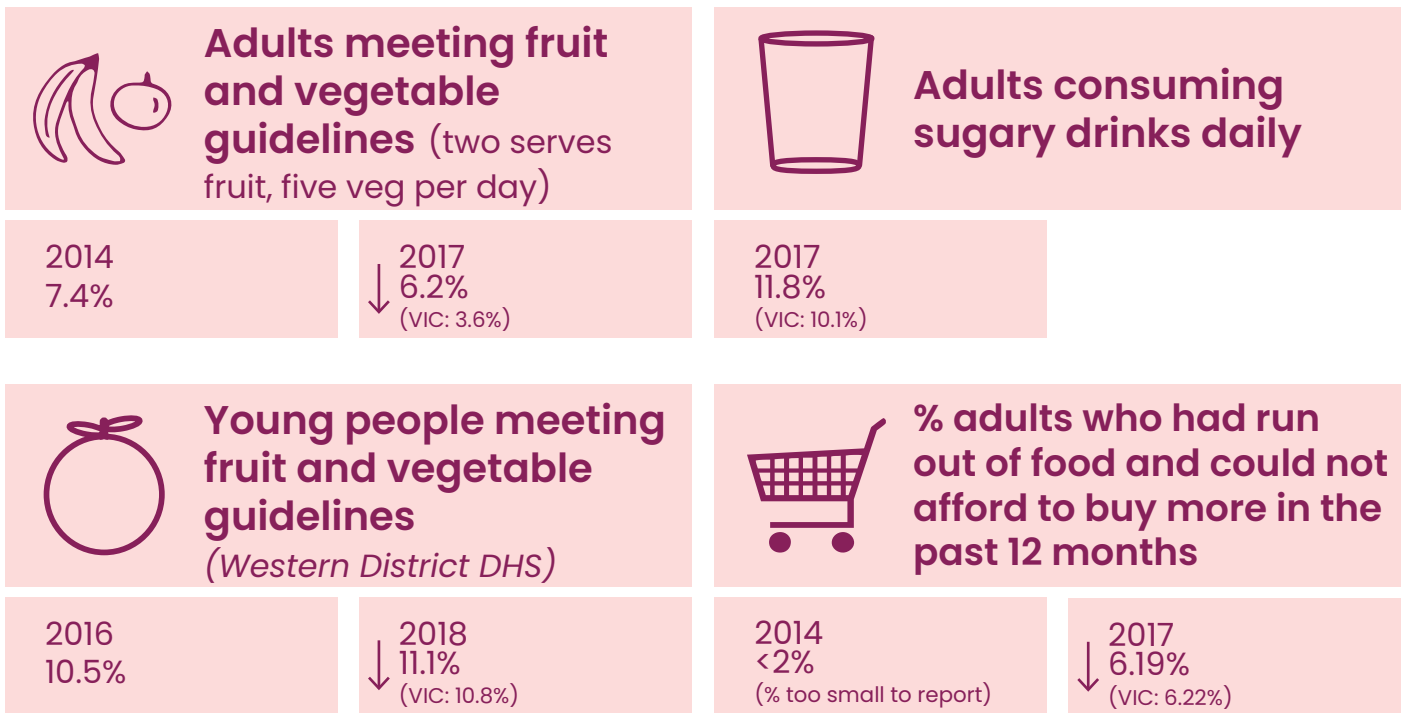 Adults meeting fruit
and vegetable
guidelines (two serves
fruit, five veg per day)
2014
7.4%
2017
6.2%
(VIC: 3.6%)
Adults consuming
sugary drinks daily
2017
11.8%
(VIC: 10.1%)
Young people meeting
fruit and vegetable
guidelines
(Western District DHS)
2016
10.5%
2018
11.1%
(VIC: 10.8%)
% adults who had run
out of food and could not
afford to buy more in the
past 12 months
2014
<2%
(% too small to report)
2017
6.19%
(VIC: 6.22%)